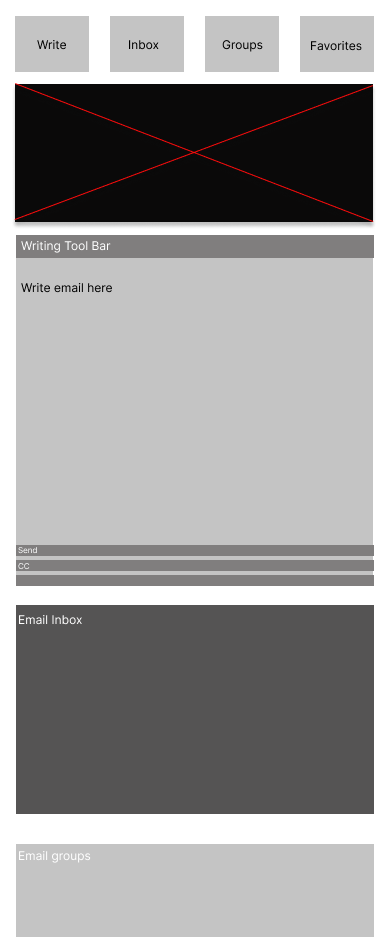 Write
Inbox
Groups
Favorites
Writing Tool Bar
Write email here
Send
CC
Email Inbox
Email groups